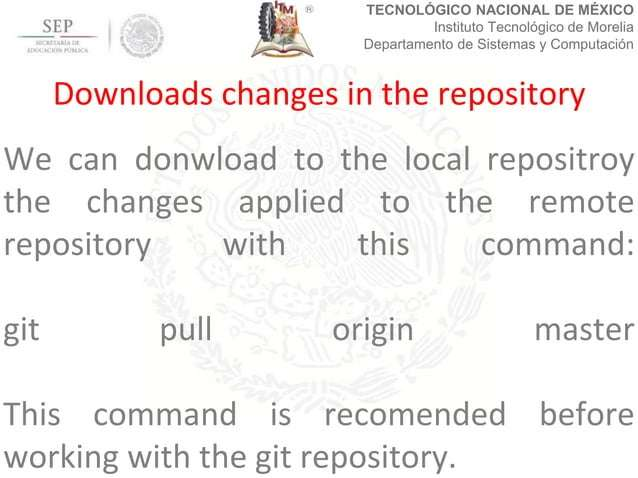 SEP
SECRETARÍA DE
EDUCACIÓN PÚBLICA
ITM
®
TECNOLÓGICO NACIONAL DE MÉXICO
Instituto Tecnológico de Morelia
Departamento de Sistemas y Computación
Downloads changes in the repository
We can donwload to the local repositroy
the changes applied to the remote
repository with this command:
git pull origin master
This command is recomended before
working with the git repository.